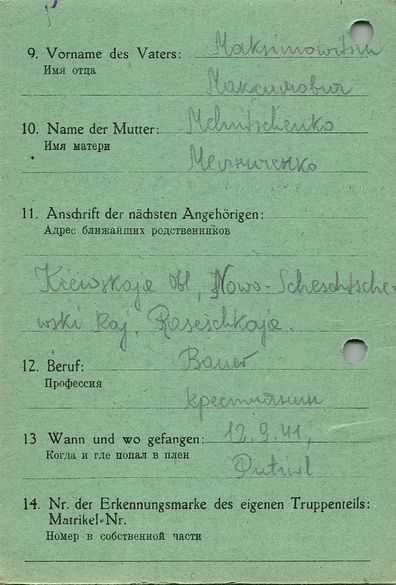 9. Vorname des Vaters: Maksimowitsch
Имя отца Максимович
10. Name der Mutter: Melnitschenko
Имя матери Мелниченко
11. Anschrift der nächsten Angehörigen:
Адрес ближайших родственников
Kiewskaja Obl, Nowo-Scheschtsche-
wski Raj. Raseschkaja.
12. Beruf: Bauer
Профессия крестианин
13 Wann und wo gefangen: 12.9.41,
Когда и где попал в плен Putiwl
14. Nr. der Erkennungsmarke des eigenen Truppenteils:
Matrikel-Nr.
Номер в собственной части